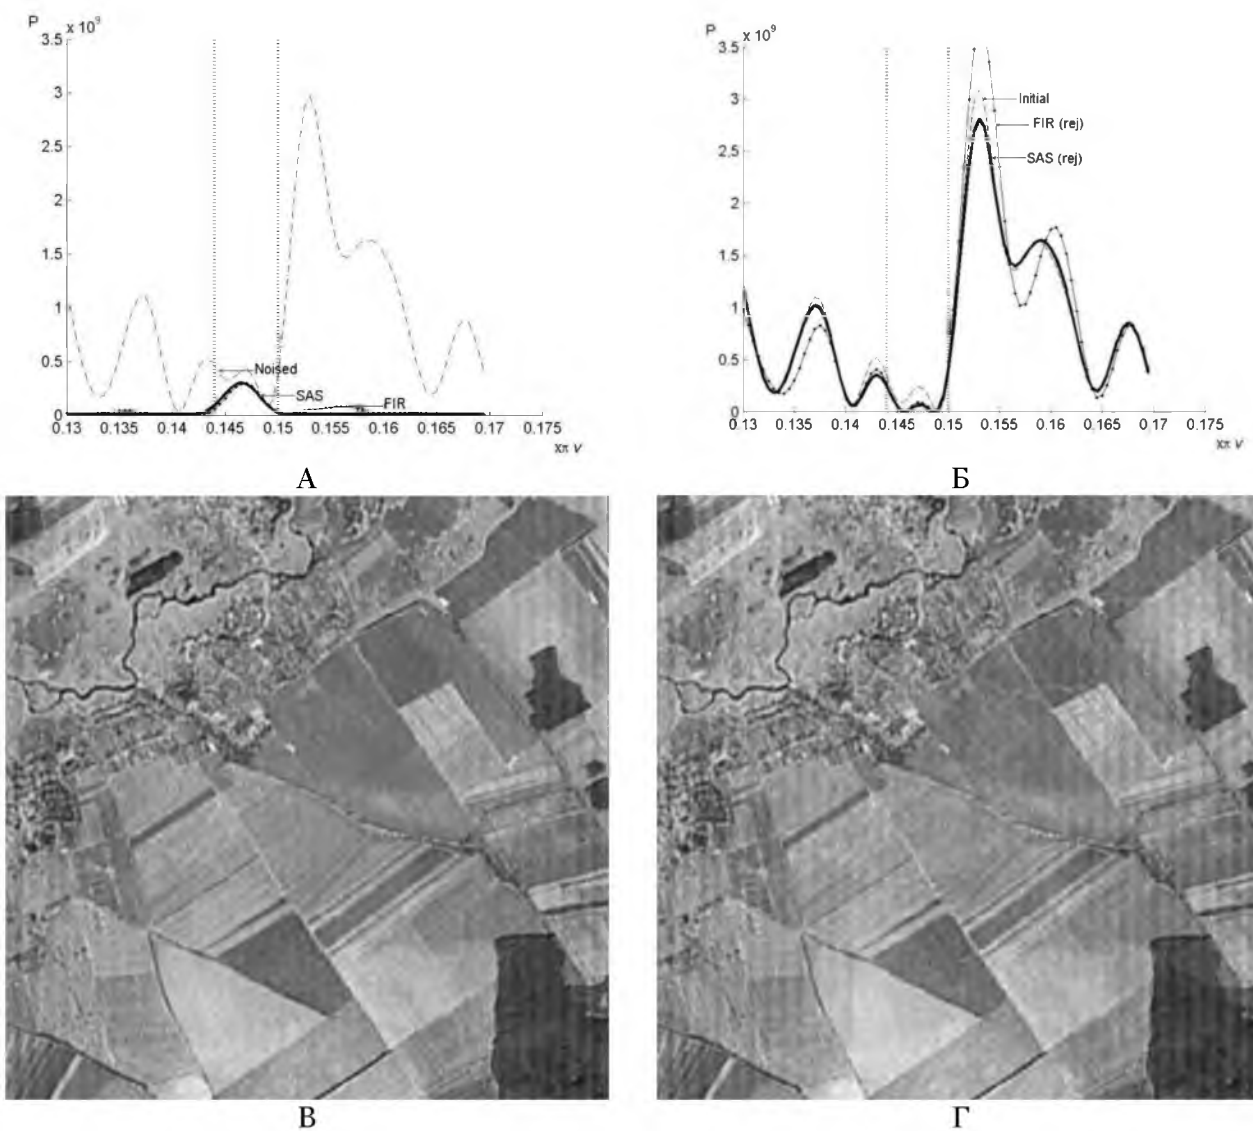 P x 10⁹
3.5
3
2.5
2
1.5
1
0.5
0
Noised
SAS
FIR
0.13 0.135 0.14 0.145 0.15 0.155 0.16 0.165 0.17 0.175
xπ ν
А
P x 10⁹
3.5
3
2.5
2
1.5
1
0.5
0
Initial
FIR (rej)
SAS (rej)
0.13 0.135 0.14 0.145 0.15 0.155 0.16 0.165 0.17 0.175
xπ ν
Б
В
Г